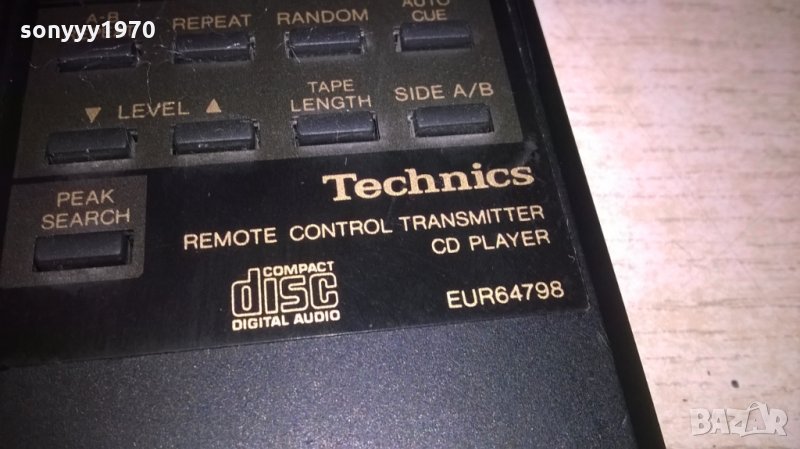 sonyyy1970
A-B REPEAT RANDOM AUTO CUE
▼ LEVEL ▲ TAPE LENGTH SIDE A/B
PEAK SEARCH
Technics
REMOTE CONTROL TRANSMITTER
CD PLAYER
COMPACT
disc
DIGITAL AUDIO
EUR64798
BAZAR